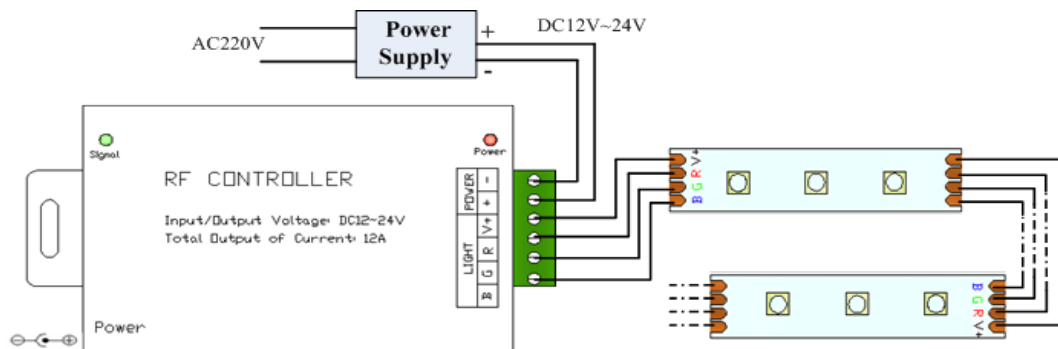 AC220V
Power
Supply
+
-
DC12V~24V
Signal
Power
RF CONTROLLER
Input/Output Voltage: DC12~24V
Total Output of Current: 12A
POWER
-
+
LIGHT
V+
R
G
B
Power
V+
R
G
B
B
G
R
V+